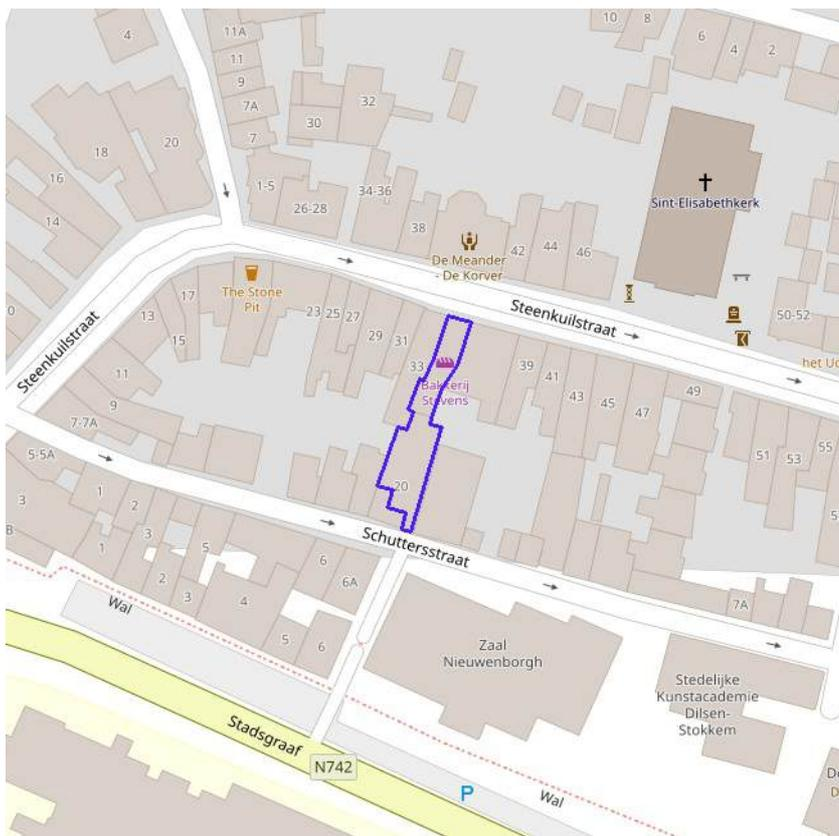 10
8
4
11A
6
4
2
11
9
7A
7
32
30
20
18
16
14
Sint-Elisabethkerk
1-5
26-28
34-36
38
De Meander
- De Korver
42
44
46
50-52
The Stone
Pit
Steenkuilstraat
Steenkuilstraat
17
13
15
23
25
27
29
31
33
Bakkerij
Stevens
39
41
43
45
47
49
51
53
55
11
9
7-7A
5-5A
20
Schuttersstraat
3
1
2
3
5
6
6A
1
2
3
4
5
6
7A
Wal
Zaal
Nieuwenborgh
Stedelijke
Kunstacademie
Dilsen-
Stokkem
Stadsgraaf
N742
P
Wal